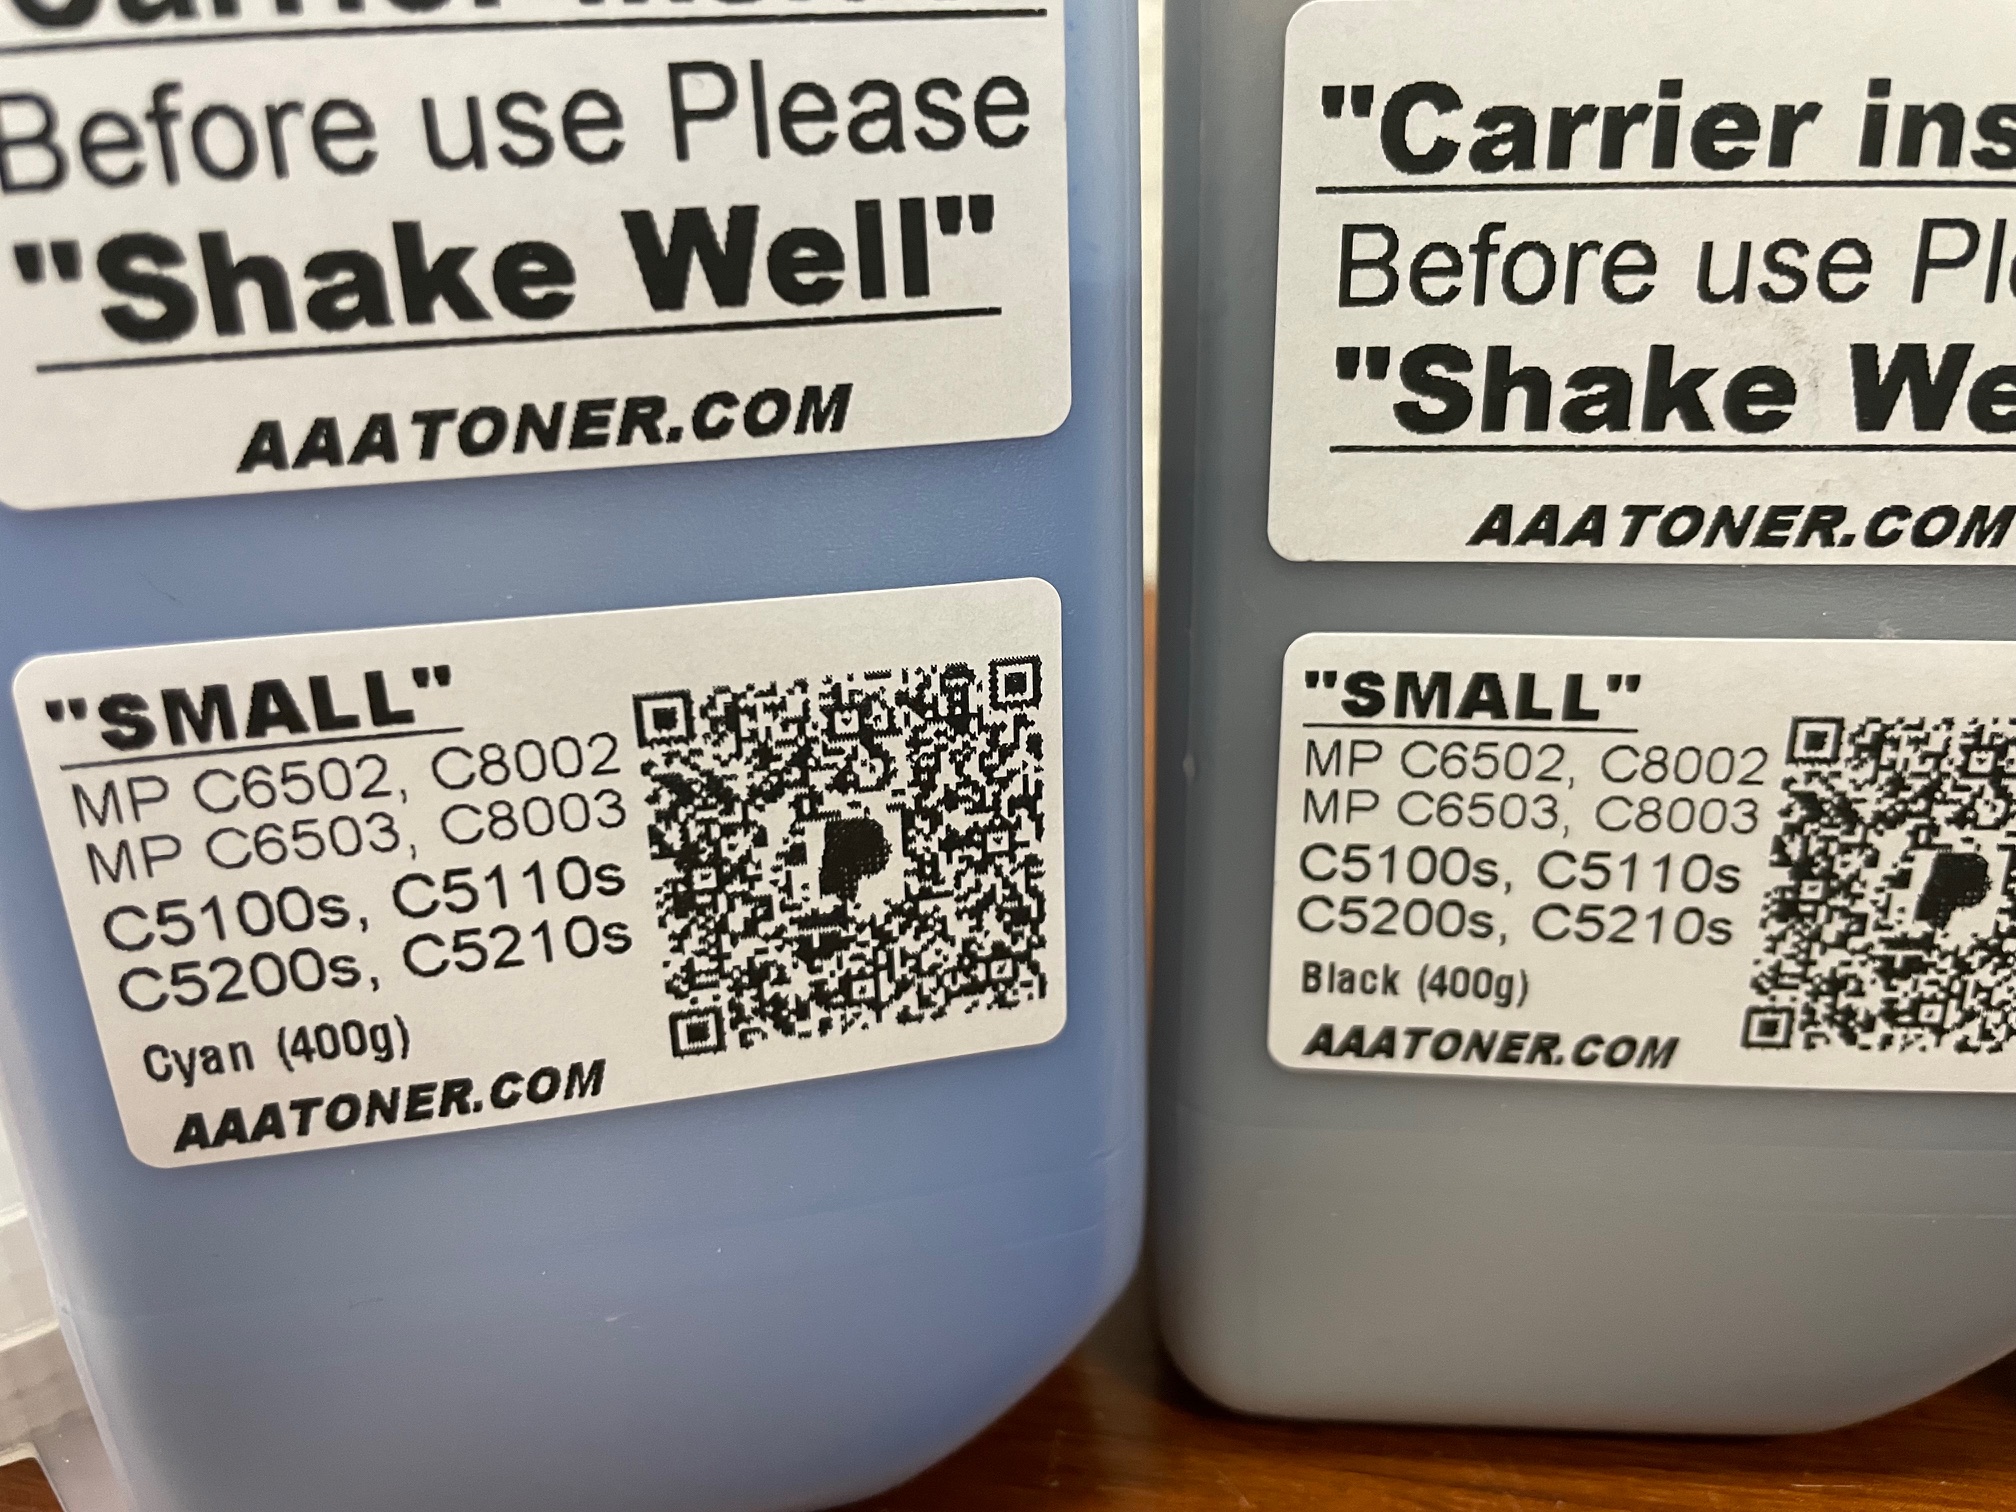 "Carrier
Before use Please
"Shake Well"
AAATONER.COM
"SMALL"
MP C6502, C8002
MP C6503, C8003
C5100s, C5110s
C5200s, C5210s
Cyan (400g)
AAATONER.COM
"Carrier ins
Before use Ple
"Shake We
AAATONER.COM
"SMALL"
MP C6502, C8002
MP C6503, C8003
C5100s, C5110s
C5200s, C5210s
Black (400g)
AAATONER.COM